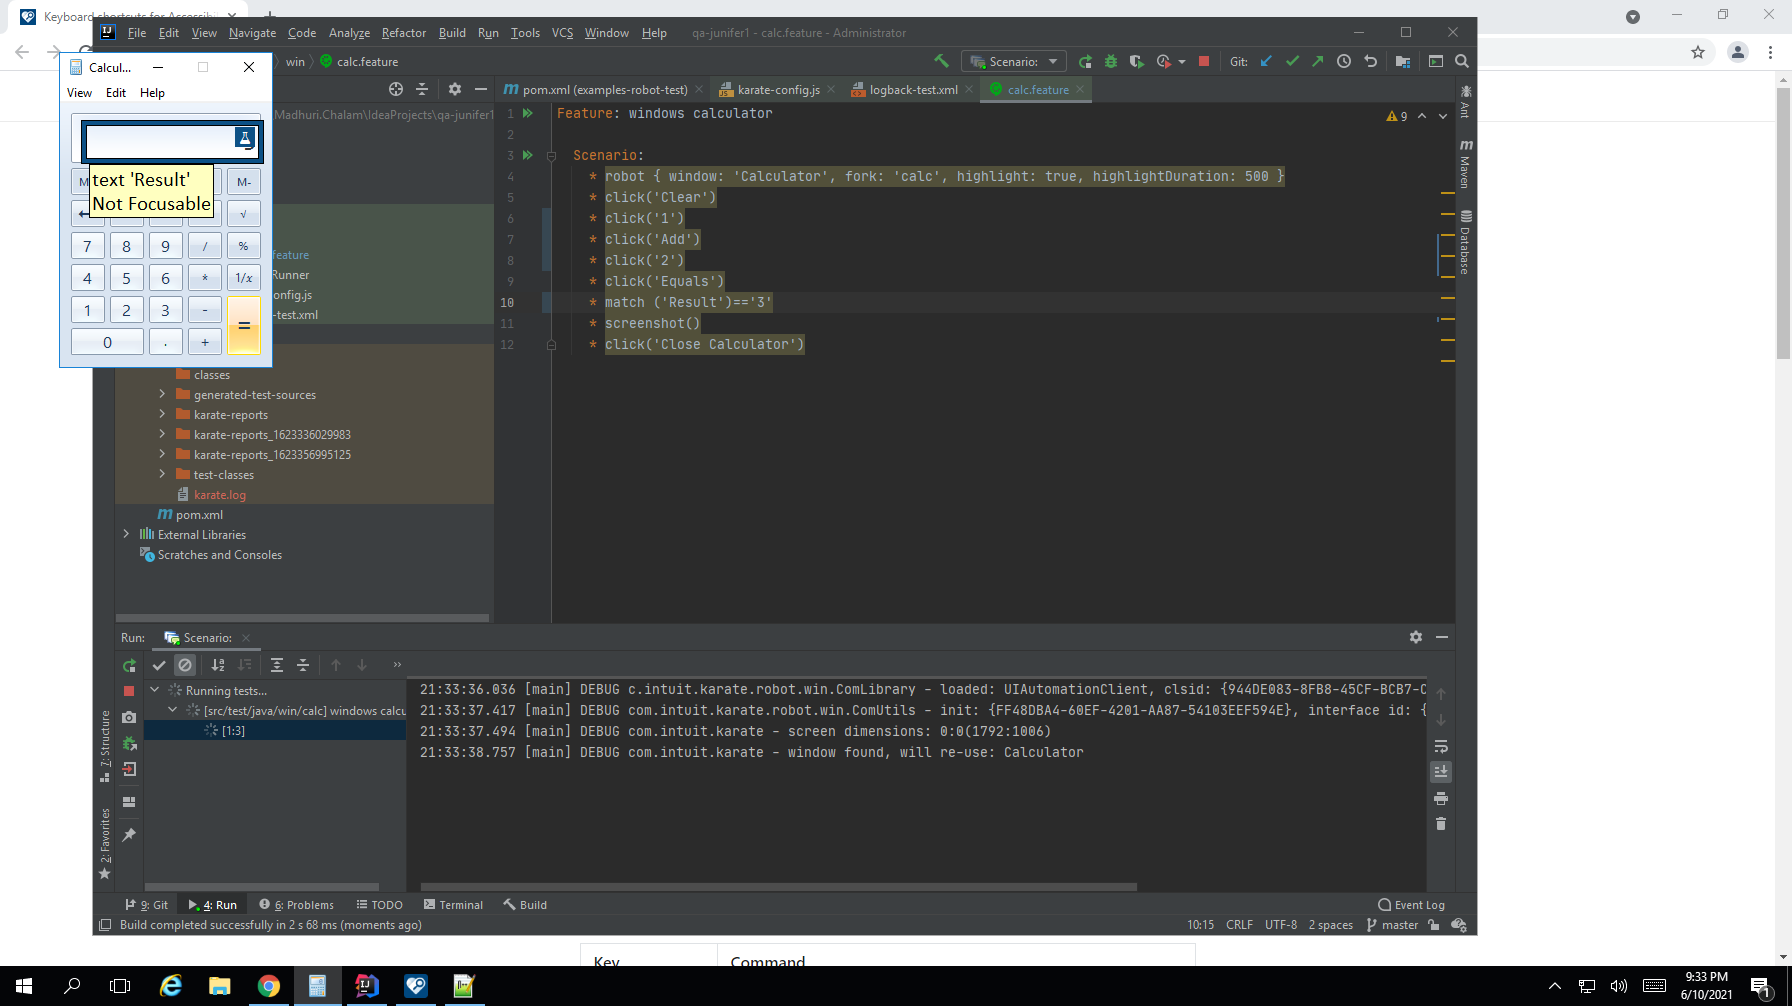 Keyboard shortcuts for Accessibi
File Edit View Navigate Code Analyze Refactor Build Run Tools VCS Window Help qa-junifer1 - calc.feature - Administrator
win calc.feature
Scenario:
Git:
Calcul...
View Edit Help
pom.xml (examples-robot-test)
karate-config.js
logback-test.xml
calc.feature
Madhuri.Chalam\IdeaProjects\qa-junifer1
text 'Result'
Not Focusable
M-
√
7 8 9 / %
4 5 6 * 1/x
1 2 3 - =
0 . +
feature
Runner
onfig.js
-test.xml
classes
generated-test-sources
karate-reports
karate-reports_1623336029983
karate-reports_1623356995125
test-classes
karate.log
pom.xml
External Libraries
Scratches and Consoles
1 Feature: windows calculator
2
3 Scenario:
4 * robot { window: 'Calculator', fork: 'calc', highlight: true, highlightDuration: 500 }
5 * click('Clear')
6 * click('1')
7 * click('Add')
8 * click('2')
9 * click('Equals')
10 * match ('Result')=='3'
11 * screenshot()
12 * click('Close Calculator')
9
Ant
Maven
Database
Run: Scenario:
Running tests...
[src/test/java/win/calc] windows calcu
[1:3]
21:33:36.036 [main] DEBUG c.intuit.karate.robot.win.ComLibrary - loaded: UIAutomationClient, clsid: {944DE083-8FB8-45CF-BCB7-C
21:33:37.417 [main] DEBUG com.intuit.karate.robot.win.ComUtils - init: {FF48DBA4-60EF-4201-AA87-54103EEF594E}, interface id: {
21:33:37.494 [main] DEBUG com.intuit.karate - screen dimensions: 0:0(1792:1006)
21:33:38.757 [main] DEBUG com.intuit.karate - window found, will re-use: Calculator
7: Structure
2: Favorites
9: Git 4: Run 6: Problems TODO Terminal Build Event Log
Build completed successfully in 2 s 68 ms (moments ago) 10:15 CRLF UTF-8 2 spaces master
Key Command
9:33 PM
6/10/2021
1